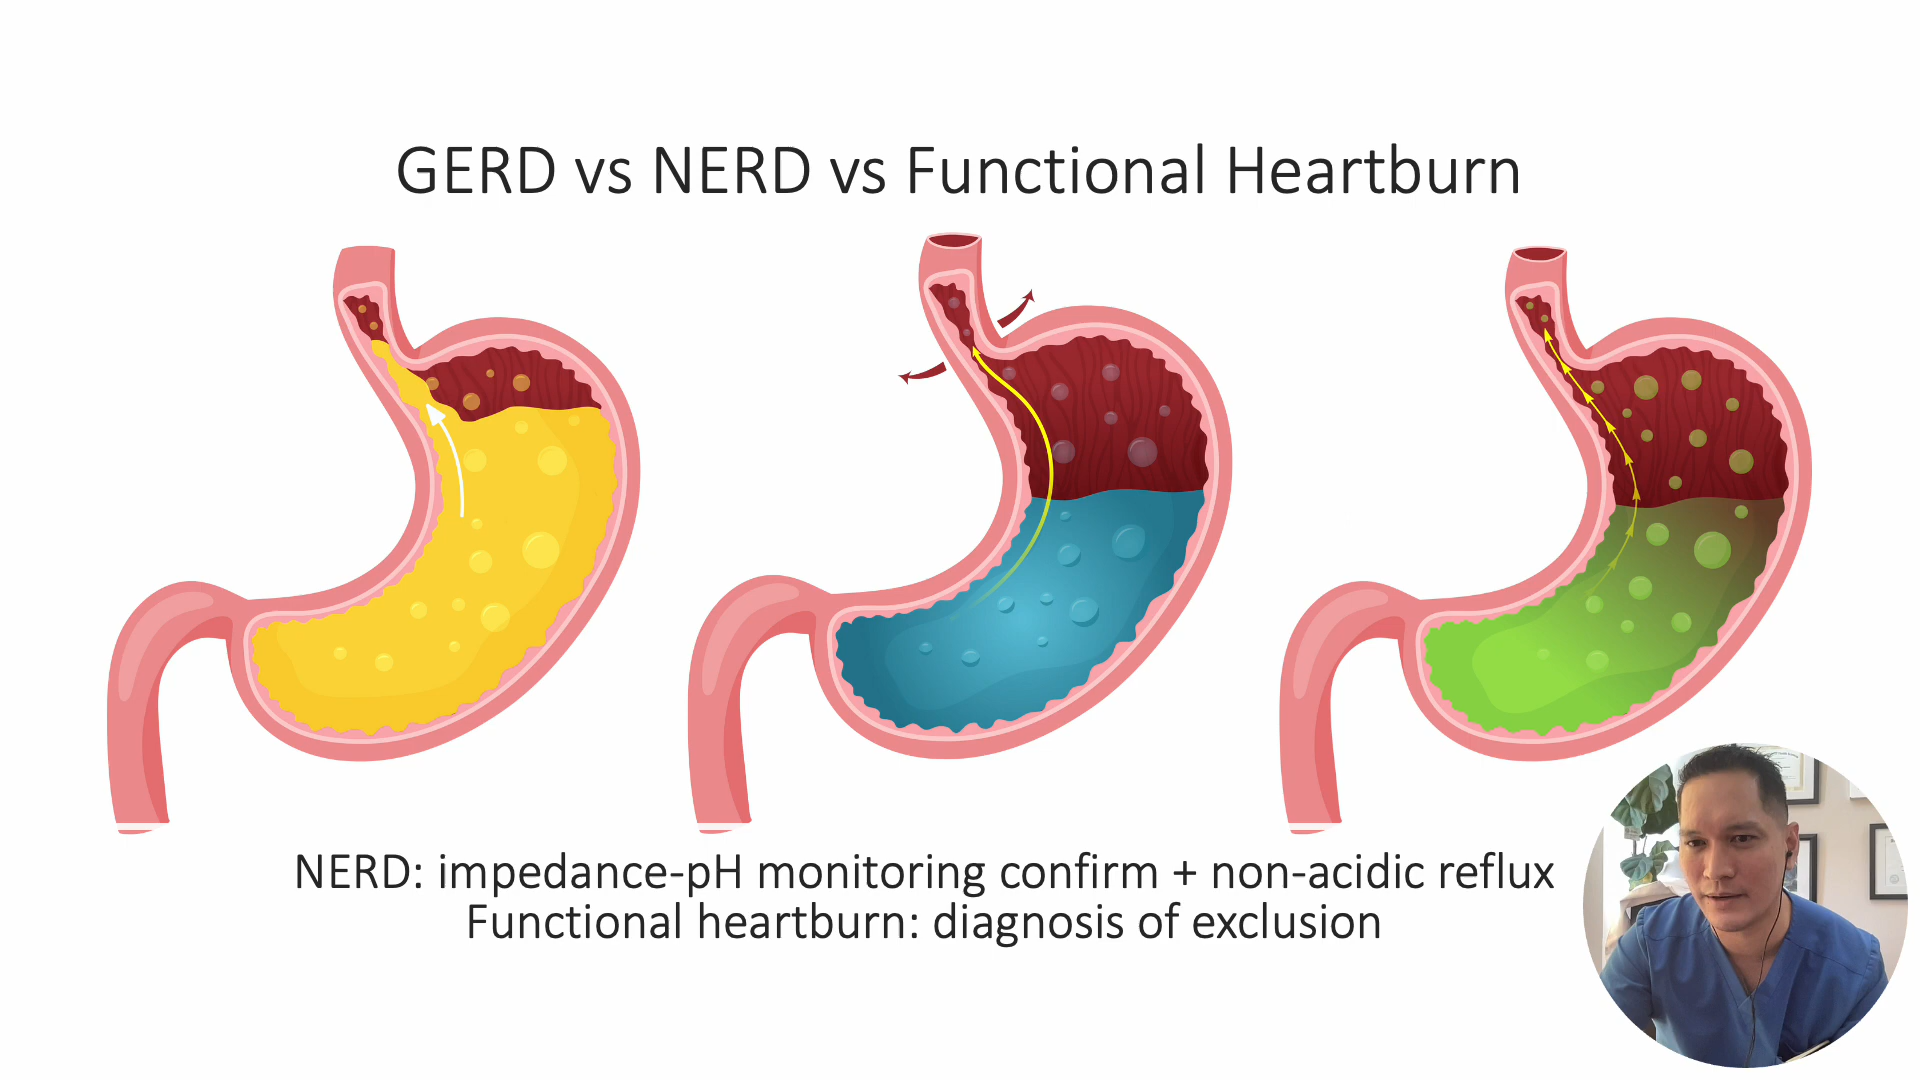 GERD vs NERD vs Functional Heartburn
NERD: impedance-pH monitoring confirm + non-acidic reflux
Functional heartburn: diagnosis of exclusion